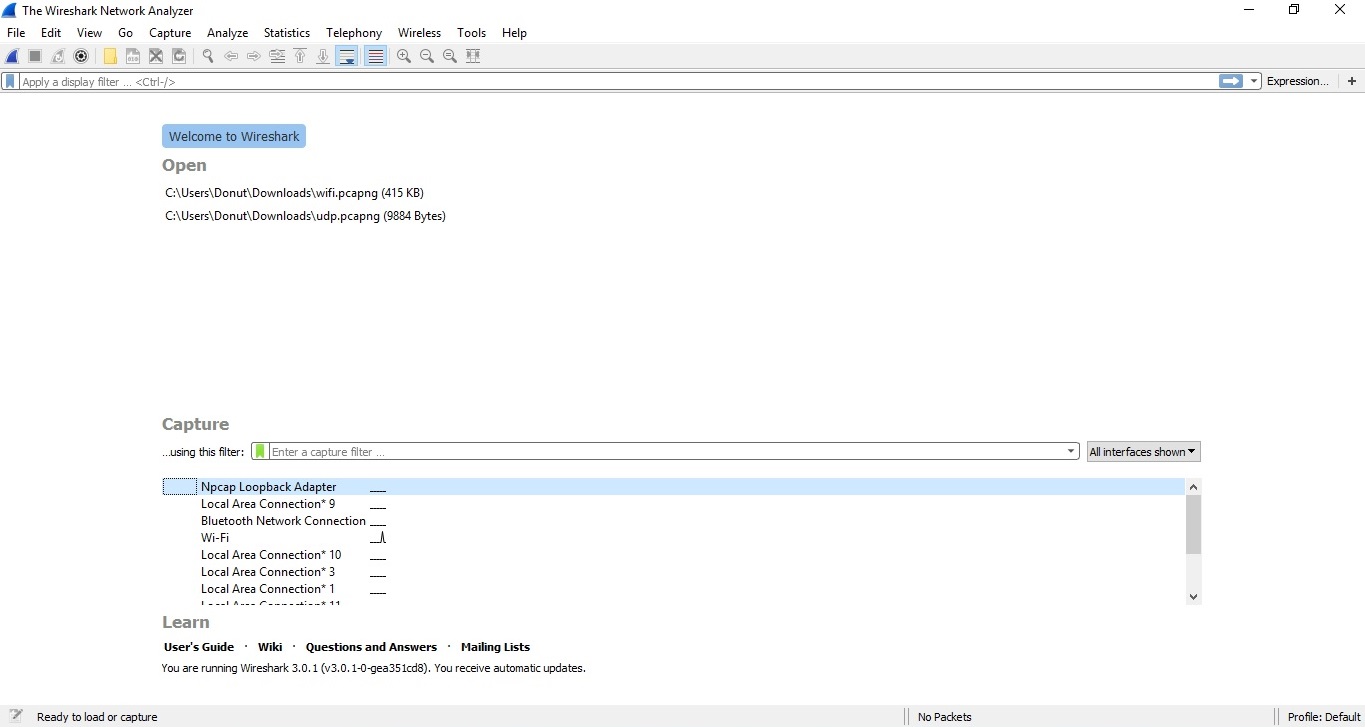 The Wireshark Network Analyzer
File Edit View Go Capture Analyze Statistics Telephony Wireless Tools Help
Apply a display filter ... <Ctrl-/> Expression... +
Welcome to Wireshark
Open
C:\Users\Donut\Downloads\wifi.pcapng (415 KB)
C:\Users\Donut\Downloads\udp.pcapng (9884 Bytes)
Capture
...using this filter: Enter a capture filter ... All interfaces shown
Npcap Loopback Adapter
Local Area Connection* 9
Bluetooth Network Connection
Wi-Fi
Local Area Connection* 10
Local Area Connection* 3
Local Area Connection* 1
Local Area Connection* 11
Learn
User's Guide · Wiki · Questions and Answers · Mailing Lists
You are running Wireshark 3.0.1 (v3.0.1-0-gea351cd8). You receive automatic updates.
Ready to load or capture No Packets Profile: Default